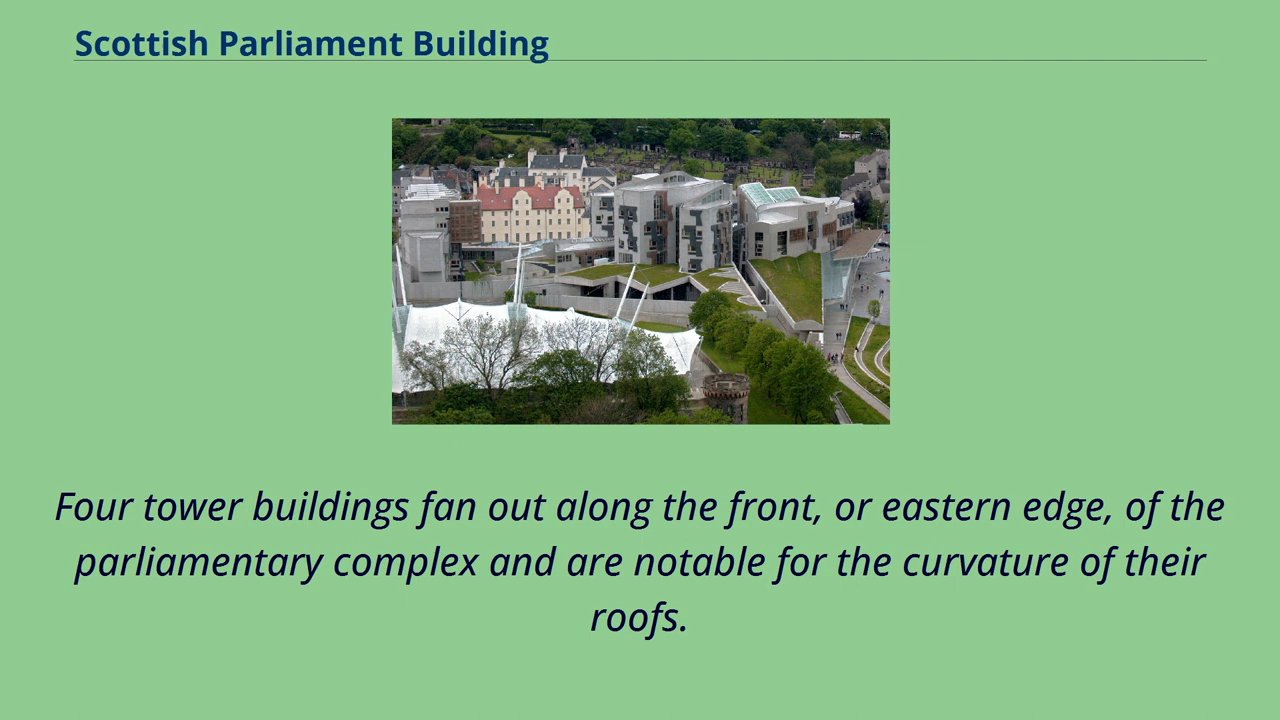 Scottish Parliament Building
Four tower buildings fan out along the front, or eastern edge, of the
parliamentary complex and are notable for the curvature of their
roofs.